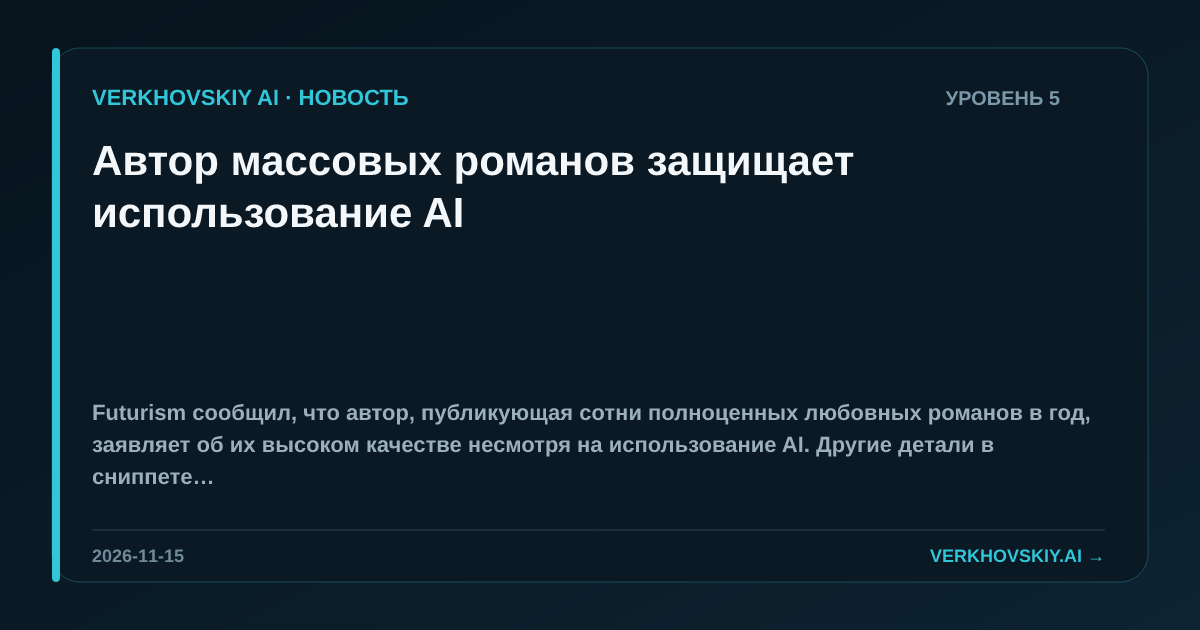 VERKHOVSKIY AI · НОВОСТЬ
УРОВЕНЬ 5
Автор массовых романов защищает
использование AI
Futurism сообщил, что автор, публикующая сотни полноценных любовных романов в год,
заявляет об их высоком качестве несмотря на использование AI. Другие детали в
сниппете…
2026-11-15
VERKHOVSKIY.AI →